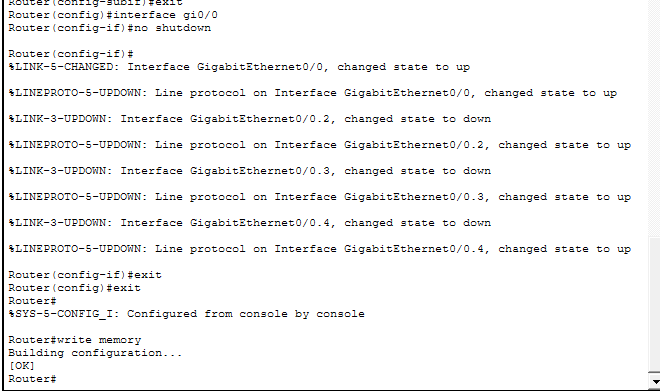 Router(config-subif)#exit
Router(config)#interface gi0/0
Router(config-if)#no shutdown
Router(config-if)#
%LINK-5-CHANGED: Interface GigabitEthernet0/0, changed state to up
%LINEPROTO-5-UPDOWN: Line protocol on Interface GigabitEthernet0/0, changed state to up
%LINK-3-UPDOWN: Interface GigabitEthernet0/0.2, changed state to down
%LINEPROTO-5-UPDOWN: Line protocol on Interface GigabitEthernet0/0.2, changed state to up
%LINK-3-UPDOWN: Interface GigabitEthernet0/0.3, changed state to down
%LINEPROTO-5-UPDOWN: Line protocol on Interface GigabitEthernet0/0.3, changed state to up
%LINK-3-UPDOWN: Interface GigabitEthernet0/0.4, changed state to down
%LINEPROTO-5-UPDOWN: Line protocol on Interface GigabitEthernet0/0.4, changed state to up
Router(config-if)#exit
Router(config)#exit
Router#
%SYS-5-CONFIG_I: Configured from console by console
Router#write memory
Building configuration...
[OK]
Router#